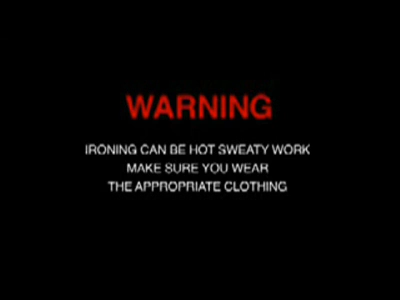 WARNING
IRONING CAN BE HOT SWEATY WORK
MAKE SURE YOU WEAR
THE APPROPRIATE CLOTHING